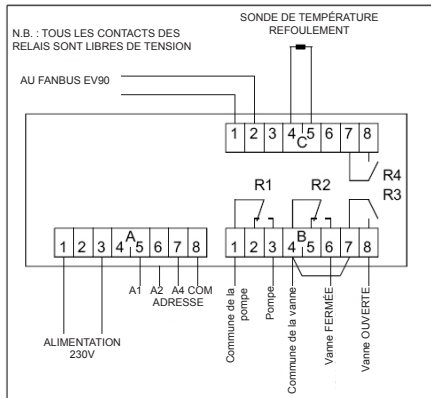 N.B. : TOUS LES CONTACTS DES
RELAIS SONT LIBRES DE TENSION
SONDE DE TEMPÉRATURE
REFOULEMENT
AU FANBUS EV90
1 2 3 4 5 6 7 8
C
R4
R1
R2
R3
A
1 2 3 4 5 6 7 8
B
1 2 3 4 5 6 7 8
A1
A2
A4 COM
ADRESSE
ALIMENTATION
230V
Commune de la
pompe
Pompe
Commune de la vanne
Vanne FERMÉE
Vanne OUVERTE